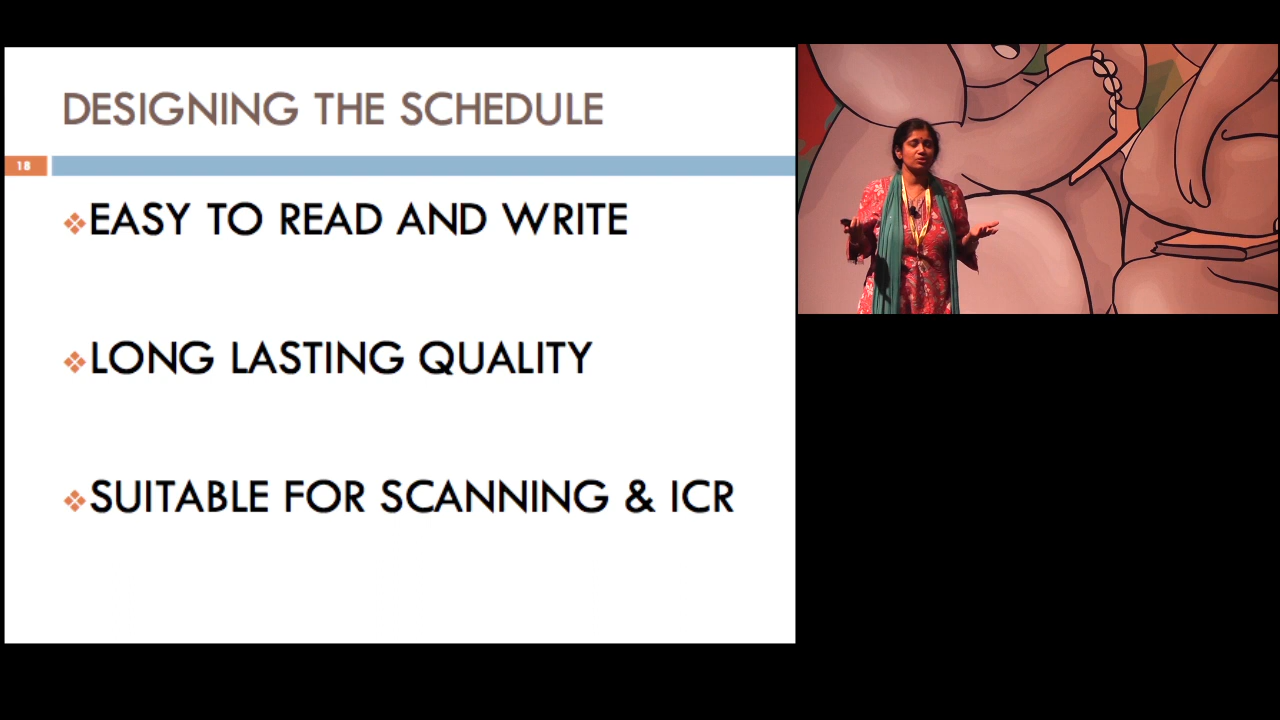 DESIGNING THE SCHEDULE
18
❖EASY TO READ AND WRITE
❖LONG LASTING QUALITY
❖SUITABLE FOR SCANNING & ICR